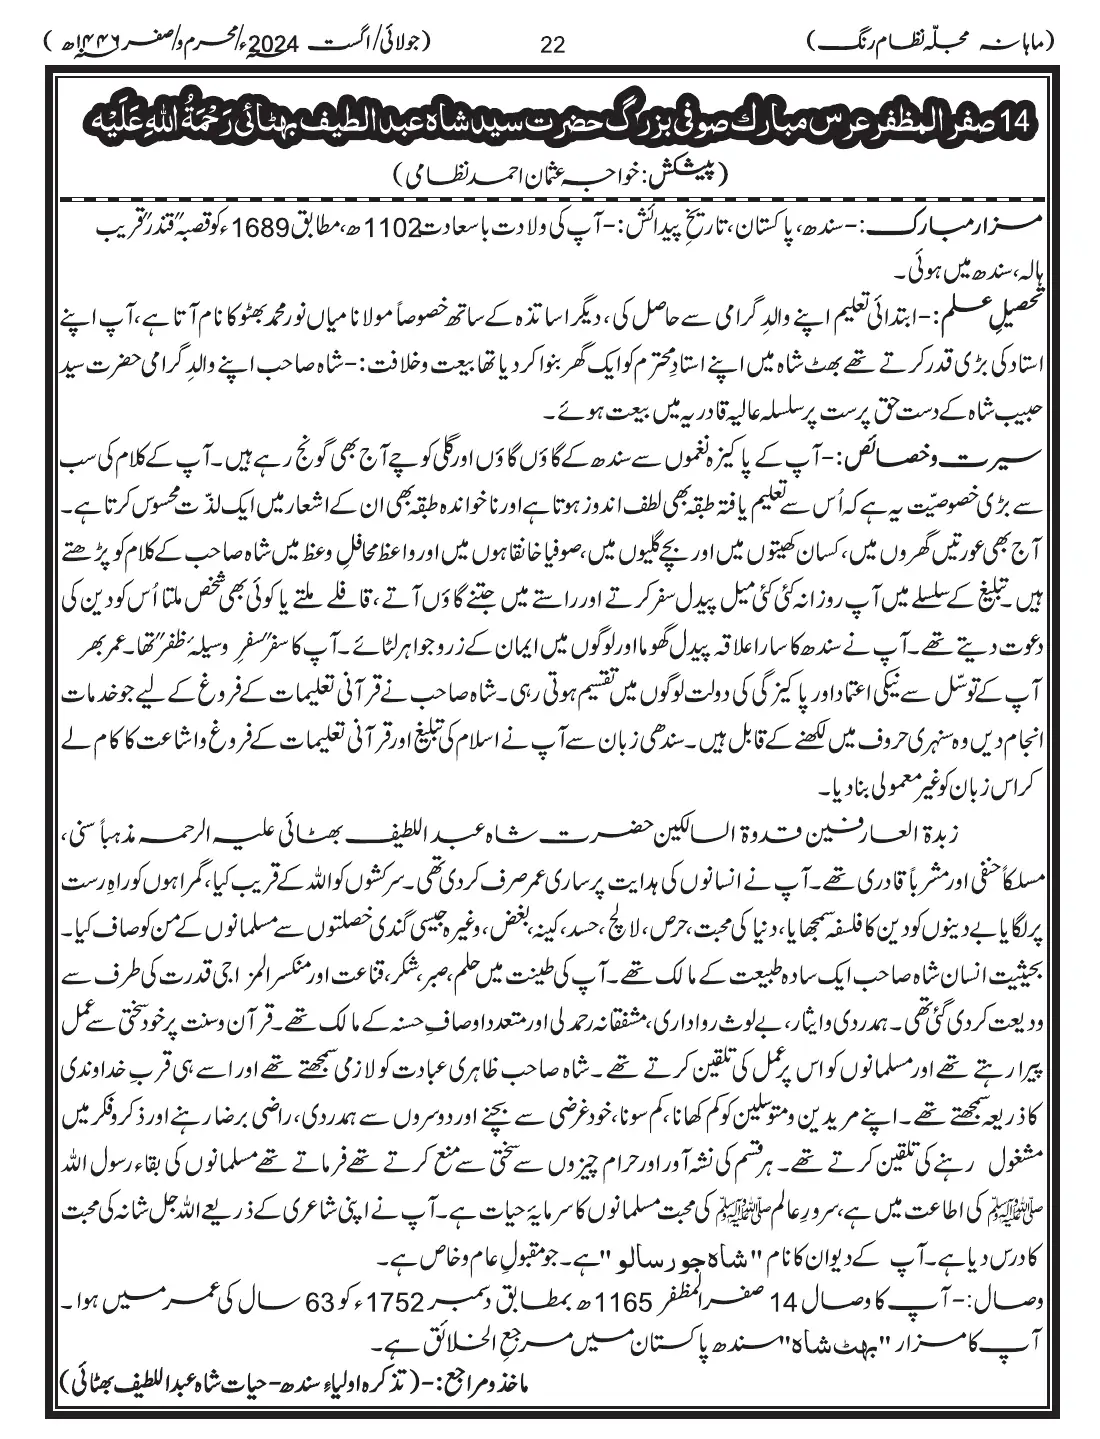 (ماہانہ مجلّہ نظام رنگ) 22 (جولائی/اگست 2024ء/محرم و صفر ۱۴۴۶ھ)
14 صفر المظفر عرس مبارک صوفی بزرگ حضرت سید شاہ عبد الطیف بھٹائی رَحْمَۃُ اللّٰہِ عَلَیْہ
(پیشکش: خواجہ عثمان احمد نظامی)
مزار مبارک:- سندھ، پاکستان، تاریخِ پیدائش:- آپ کی ولادت باسعادت 1102ھ، مطابق 1689ء کو قصبہ "قندر" قریب
ہالہ، سندھ میں ہوئی۔
تحصیلِ علم:- ابتدائی تعلیم اپنے والدِ گرامی سے حاصل کی، دیگر اساتذہ کے ساتھ خصوصاً مولانا میاں نور محمد بھٹو کا نام آتا ہے، آپ اپنے
استاد کی بڑی قدر کرتے تھے بھٹ شاہ میں اپنے استادِ محترم کو ایک گھر بنوا کر دیا تھا بیعت و خلافت:- شاہ صاحب اپنے والدِ گرامی حضرت سید
حبیب شاہ کے دست حق پرست پر سلسلہ عالیہ قادریہ میں بیعت ہوئے۔
سیرت و خصائص:- آپ کے پاکیزہ نغموں سے سندھ کے گاؤں گاؤں اور گلی کوچے آج بھی گونج رہے ہیں۔ آپ کے کلام کی سب
سے بڑی خصوصیّت یہ ہے کہ اُس سے تعلیم یافتہ طبقہ بھی لطف اندوز ہوتا ہے اور ناخواندہ طبقہ بھی ان کے اشعار میں ایک لذّت محسوس کرتا ہے۔
آج بھی عورتیں گھروں میں، کسان کھیتوں میں اور بچے گلیوں میں، صوفیا خانقاہوں میں اور واعظ محافلِ وعظ میں شاہ صاحب کے کلام کو پڑھتے
ہیں۔ تبلیغ کے سلسلے میں آپ روزانہ کئی کئی میل پیدل سفر کرتے اور راستے میں جتنے گاؤں آتے، قافلے ملتے یا کوئی بھی شخص ملتا اُس کو دین کی
دعوت دیتے تھے۔ آپ نے سندھ کا سارا علاقہ پیدل گھوما اور لوگوں میں ایمان کے زرو جواہر لٹائے۔ آپ کا سفر "سفرِ وسیلۂ ظفر" تھا۔ عمر بھر
آپ کے توسّل سے نیکی اعتماد اور پاکیزگی کی دولت لوگوں میں تقسیم ہوتی رہی۔ شاہ صاحب نے قرآنی تعلیمات کے فروغ کے لیے جو خدمات
انجام دیں وہ سنہری حروف میں لکھنے کے قابل ہیں۔ سندھی زبان سے آپ نے اسلام کی تبلیغ اور قرآنی تعلیمات کے فروغ و اشاعت کا کام لے
کر اس زبان کو غیر معمولی بنا دیا۔
زبدۃ العارفین قدوۃ السالکین حضرت شاہ عبد اللطیف بھٹائی علیہ الرحمہ مذہباً سنی،
مسلکاً حنفی اور مشرباً قادری تھے۔ آپ نے انسانوں کی ہدایت پر ساری عمر صرف کر دی تھی۔ سرکشوں کو اللہ کے قریب کیا، گمراہوں کو راہِ رست
پر لگایا بے دینوں کو دین کا فلسفہ سمجھایا، دنیا کی محبت، حرص، لالچ، حسد، کینہ، بغض، وغیرہ جیسی گندی خصلتوں سے مسلمانوں کے من کو صاف کیا۔
بحیثیت انسان شاہ صاحب ایک سادہ طبیعت کے مالک تھے۔ آپ کی طینت میں حلم، صبر، شکر، قناعت اور منکسر المزاجی قدرت کی طرف سے
ودیعت کر دی گئی تھی۔ ہمدردی و ایثار، بے لوث رواداری، مشفقانہ رحمدلی اور متعدد اوصافِ حسنہ کے مالک تھے۔ قرآن و سنت پر خود سختی سے عمل
پیرا رہتے تھے اور مسلمانوں کو اس پر عمل کی تلقین کرتے تھے۔ شاہ صاحب ظاہری عبادت کو لازمی سمجھتے تھے اور اسے ہی قربِ خداوندی
کا ذریعہ سمجھتے تھے۔ اپنے مریدین و متوسلین کو کم کھانا، کم سونا، خود غرضی سے بچنے اور دوسروں سے ہمدردی، راضی برضا رہنے اور ذکر و فکر میں
مشغول رہنے کی تلقین کرتے تھے۔ ہر قسم کی نشہ آور اور حرام چیزوں سے سختی سے منع کرتے تھے فرماتے تھے مسلمانوں کی بقاء رسول اللہ
ﷺ کی اطاعت میں ہے، سرورِ عالم ﷺ کی محبت مسلمانوں کا سرمایۂ حیات ہے۔ آپ نے اپنی شاعری کے ذریعے اللہ جل شانہ کی محبت
کا درس دیا ہے۔ آپ کے دیوان کا نام "شاہ جو رسالو" ہے۔ جو مقبولِ عام و خاص ہے۔
وصال:- آپ کا وصال 14 صفر المظفر 1165ھ بمطابق دسمبر 1752ء کو 63 سال کی عمر میں ہوا۔
آپ کا مزار "بھٹ شاہ" سندھ پاکستان میں مرجعِ الخلائق ہے۔
ماخذ و مراجع:- (تذکرہ اولیاء سندھ - حیات شاہ عبد اللطیف بھٹائی)